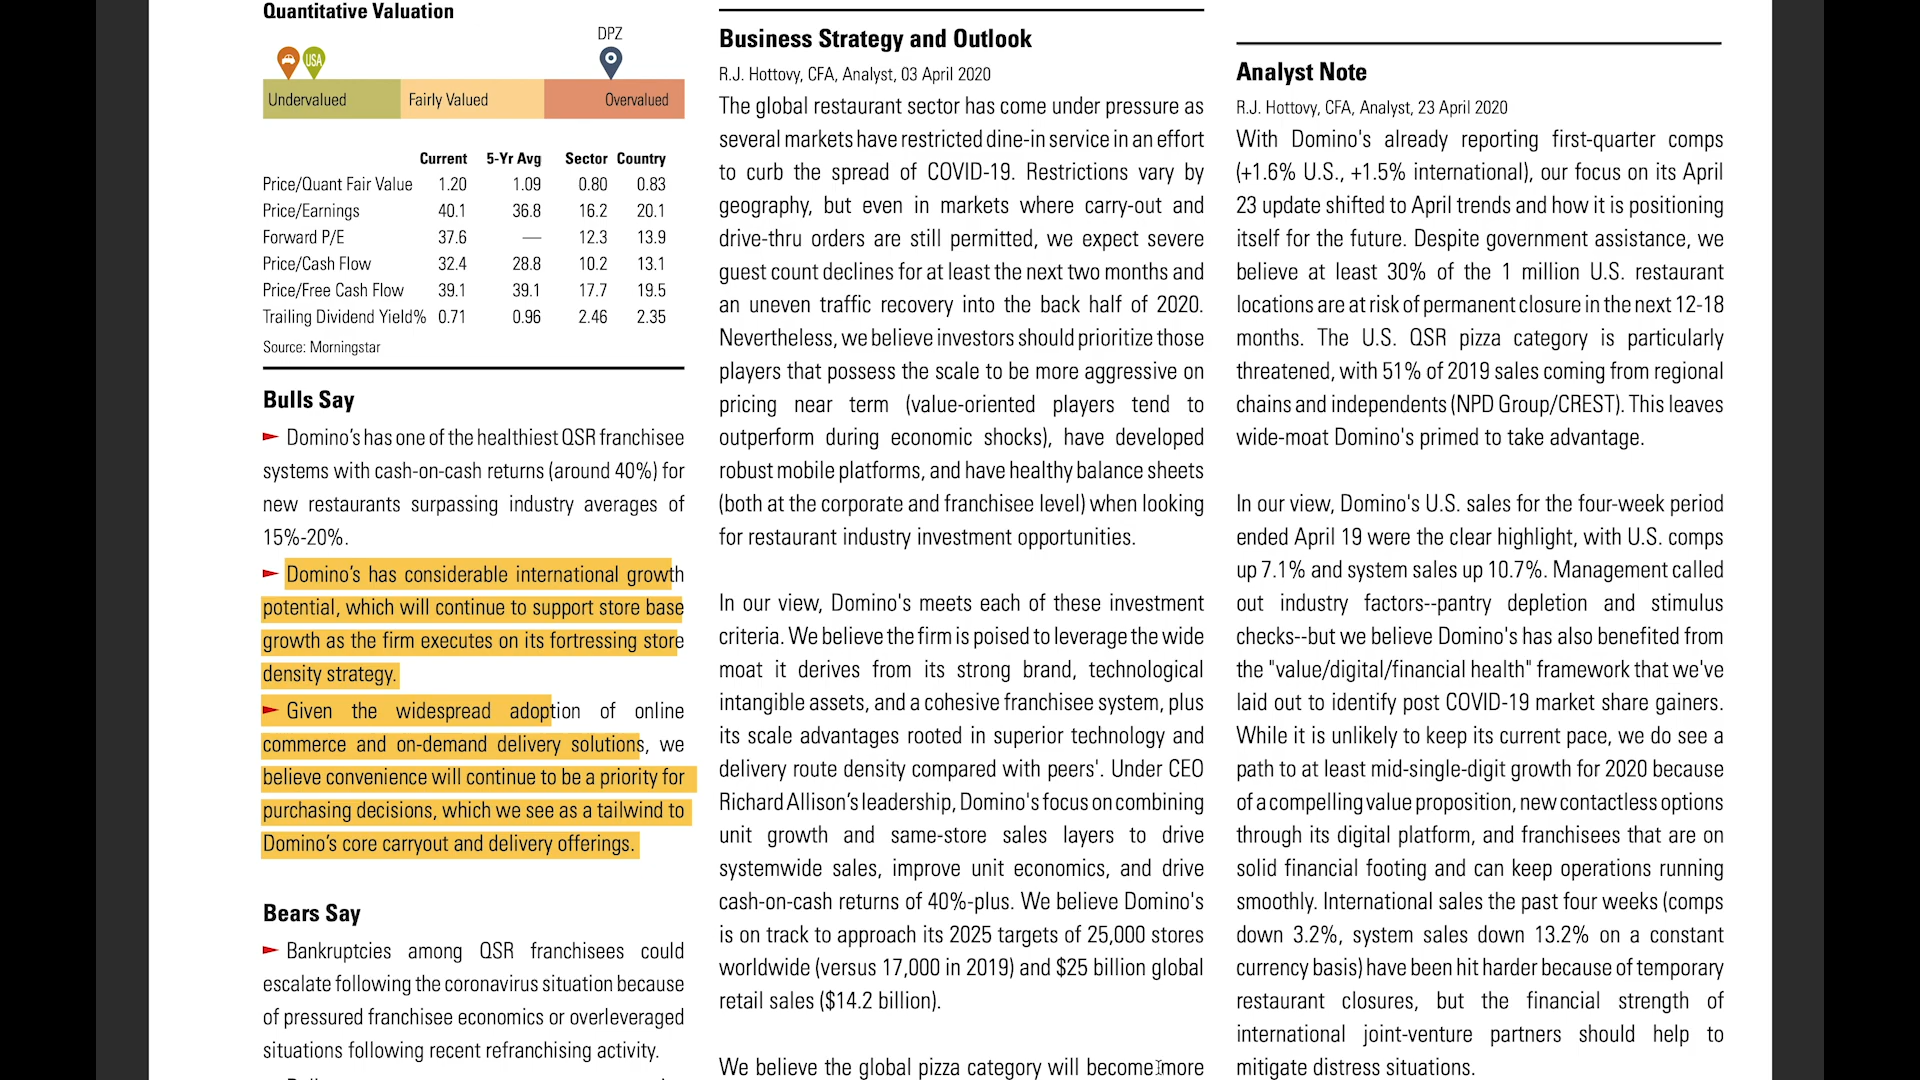 Quantitative Valuation
DPZ
USA
Undervalued Fairly Valued Overvalued
Current 5-Yr Avg Sector Country
Price/Quant Fair Value 1.20 1.09 0.80 0.83
Price/Earnings 40.1 36.8 16.2 20.1
Forward P/E 37.6 — 12.3 13.9
Price/Cash Flow 32.4 28.8 10.2 13.1
Price/Free Cash Flow 39.1 39.1 17.7 19.5
Trailing Dividend Yield% 0.71 0.96 2.46 2.35
Source: Morningstar
Bulls Say
Domino's has one of the healthiest QSR franchisee
systems with cash-on-cash returns (around 40%) for
new restaurants surpassing industry averages of
15%-20%.
Domino's has considerable international growth
potential, which will continue to support store base
growth as the firm executes on its fortressing store
density strategy.
Given the widespread adoption of online
commerce and on-demand delivery solutions, we
believe convenience will continue to be a priority for
purchasing decisions, which we see as a tailwind to
Domino's core carryout and delivery offerings.
Bears Say
Bankruptcies among QSR franchisees could
escalate following the coronavirus situation because
of pressured franchisee economics or overleveraged
situations following recent refranchising activity.
Business Strategy and Outlook
R.J. Hottovy, CFA, Analyst, 03 April 2020
The global restaurant sector has come under pressure as
several markets have restricted dine-in service in an effort
to curb the spread of COVID-19. Restrictions vary by
geography, but even in markets where carry-out and
drive-thru orders are still permitted, we expect severe
guest count declines for at least the next two months and
an uneven traffic recovery into the back half of 2020.
Nevertheless, we believe investors should prioritize those
players that possess the scale to be more aggressive on
pricing near term (value-oriented players tend to
outperform during economic shocks), have developed
robust mobile platforms, and have healthy balance sheets
(both at the corporate and franchisee level) when looking
for restaurant industry investment opportunities.
In our view, Domino's meets each of these investment
criteria. We believe the firm is poised to leverage the wide
moat it derives from its strong brand, technological
intangible assets, and a cohesive franchisee system, plus
its scale advantages rooted in superior technology and
delivery route density compared with peers'. Under CEO
Richard Allison's leadership, Domino's focus on combining
unit growth and same-store sales layers to drive
systemwide sales, improve unit economics, and drive
cash-on-cash returns of 40%-plus. We believe Domino's
is on track to approach its 2025 targets of 25,000 stores
worldwide (versus 17,000 in 2019) and $25 billion global
retail sales ($14.2 billion).
We believe the global pizza category will become more
Analyst Note
R.J. Hottovy, CFA, Analyst, 23 April 2020
With Domino's already reporting first-quarter comps
(+1.6% U.S., +1.5% international), our focus on its April
23 update shifted to April trends and how it is positioning
itself for the future. Despite government assistance, we
believe at least 30% of the 1 million U.S. restaurant
locations are at risk of permanent closure in the next 12-18
months. The U.S. QSR pizza category is particularly
threatened, with 51% of 2019 sales coming from regional
chains and independents (NPD Group/CREST). This leaves
wide-moat Domino's primed to take advantage.
In our view, Domino's U.S. sales for the four-week period
ended April 19 were the clear highlight, with U.S. comps
up 7.1% and system sales up 10.7%. Management called
out industry factors--pantry depletion and stimulus
checks--but we believe Domino's has also benefited from
the "value/digital/financial health" framework that we've
laid out to identify post COVID-19 market share gainers.
While it is unlikely to keep its current pace, we do see a
path to at least mid-single-digit growth for 2020 because
of a compelling value proposition, new contactless options
through its digital platform, and franchisees that are on
solid financial footing and can keep operations running
smoothly. International sales the past four weeks (comps
down 3.2%, system sales down 13.2% on a constant
currency basis) have been hit harder because of temporary
restaurant closures, but the financial strength of
international joint-venture partners should help to
mitigate distress situations.